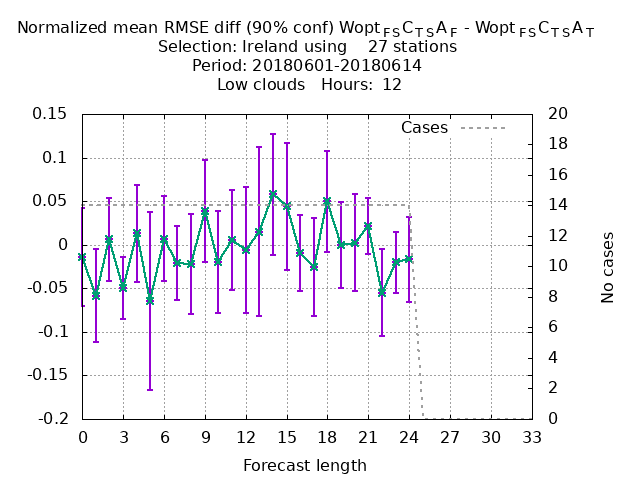 Normalized mean RMSE diff (90% conf) Wopt FS C T S A F - Wopt FS C T S A T
Selection: Ireland using 27 stations
Period: 20180601-20180614
Low clouds Hours: 12
Cases
0.15
0.1
0.05
0
-0.05
-0.1
-0.15
-0.2
20
18
16
14
12
10
8
6
4
2
0
No cases
0 3 6 9 12 15 18 21 24 27 30 33
Forecast length